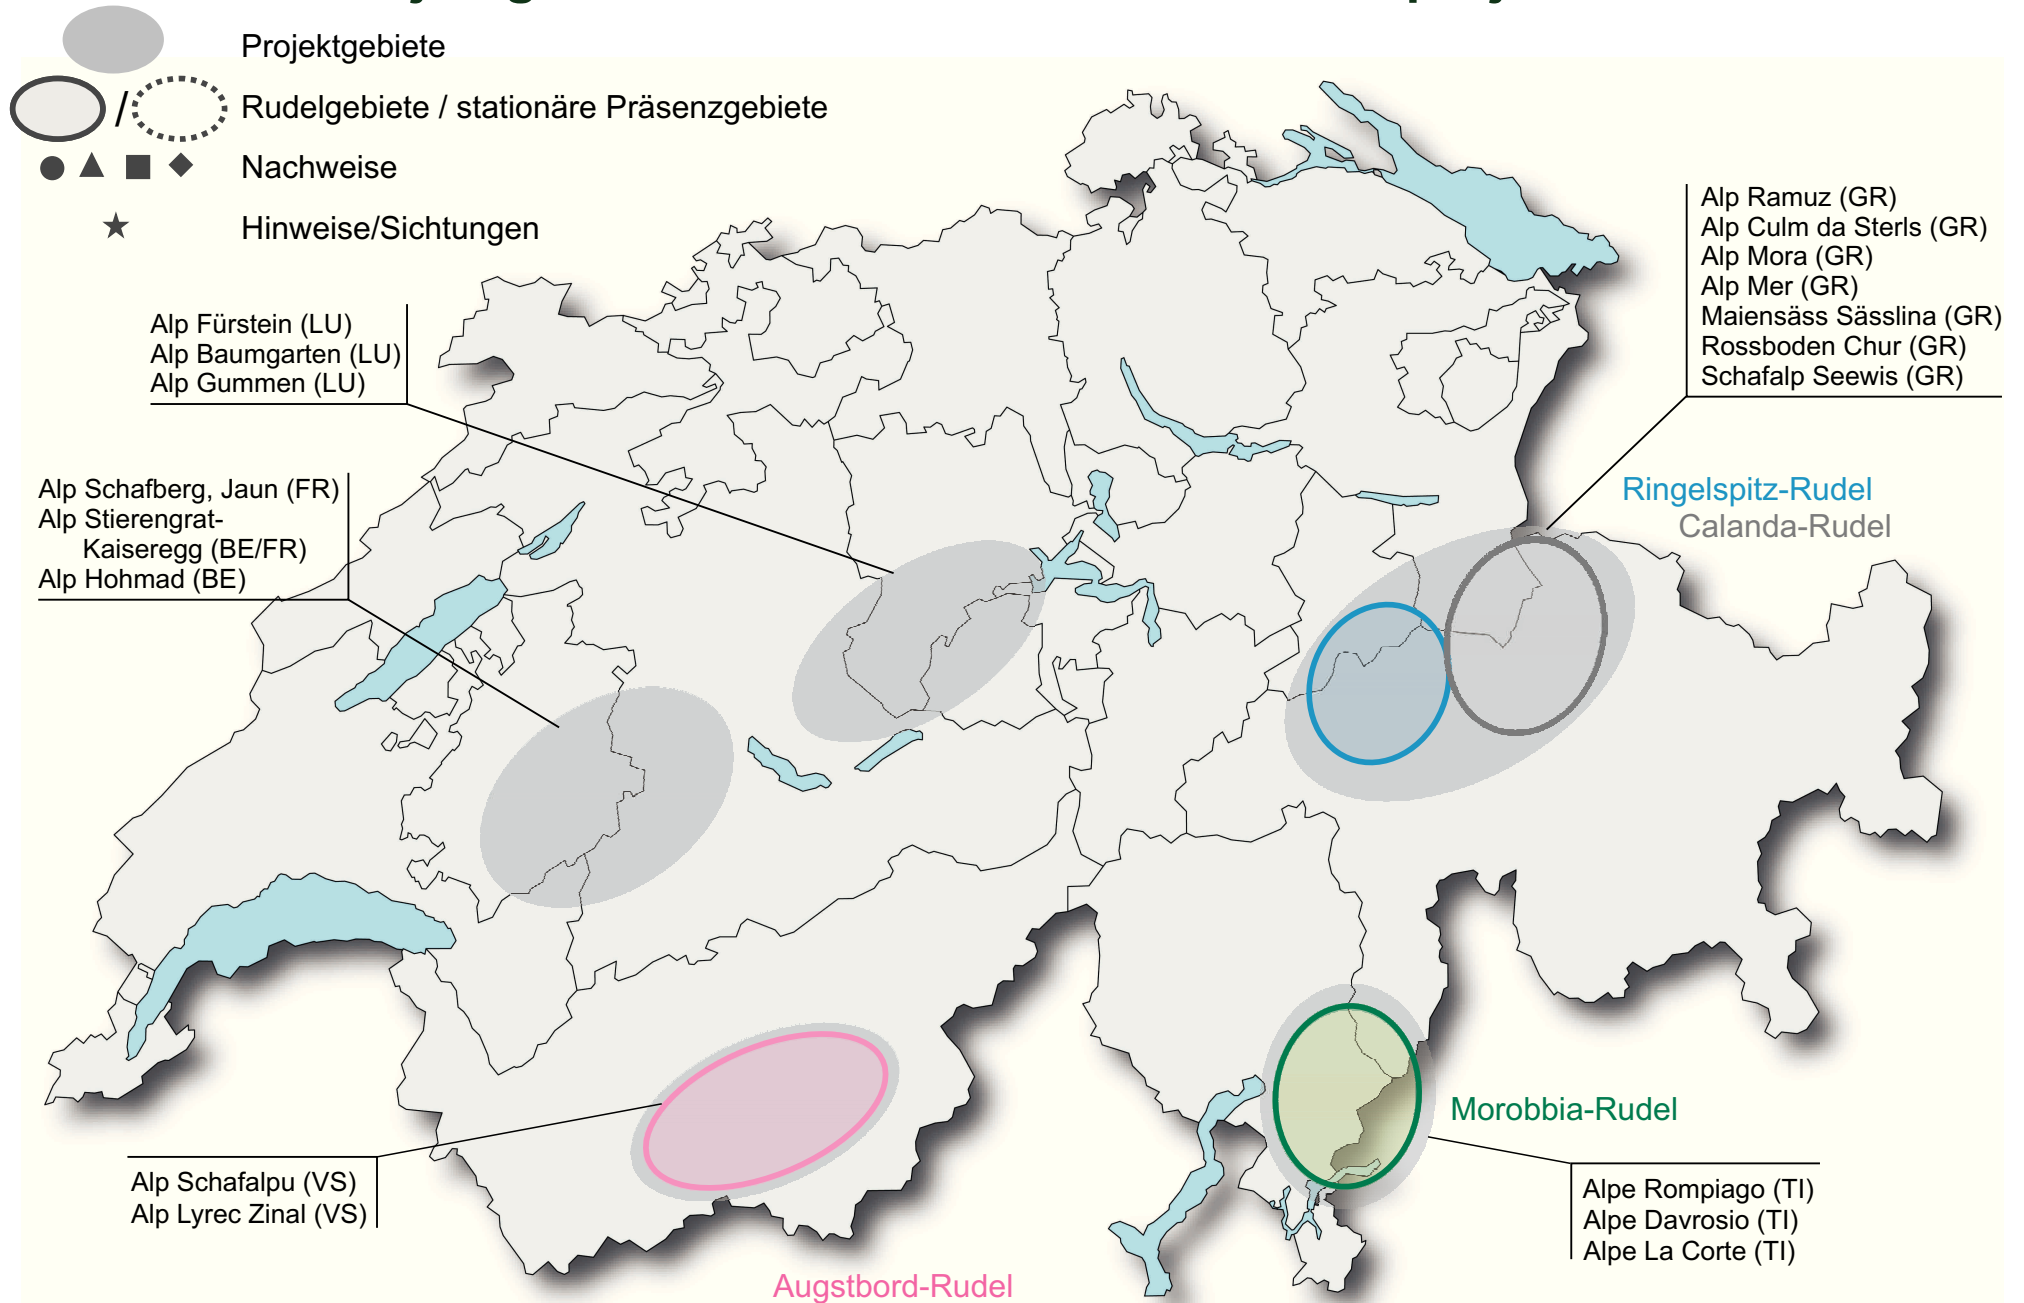 Projektgebiete
/
Rudelgebiete / stationäre Präsenzgebiete
Nachweise
Hinweise/Sichtungen
Alp Fürstein (LU)
Alp Baumgarten (LU)
Alp Gummen (LU)
Alp Schafberg, Jaun (FR)
Alp Stierengrat-
Kaiseregg (BE/FR)
Alp Hohmad (BE)
Alp Ramuz (GR)
Alp Culm da Sterls (GR)
Alp Mora (GR)
Alp Mer (GR)
Maiensäss Sässlina (GR)
Rossboden Chur (GR)
Schafalp Seewis (GR)
Ringelspitz-Rudel
Calanda-Rudel
Morobbia-Rudel
Alp Schafalpu (VS)
Alp Lyrec Zinal (VS)
Alpe Rompiago (TI)
Alpe Davrosio (TI)
Alpe La Corte (TI)
Augstbord-Rudel